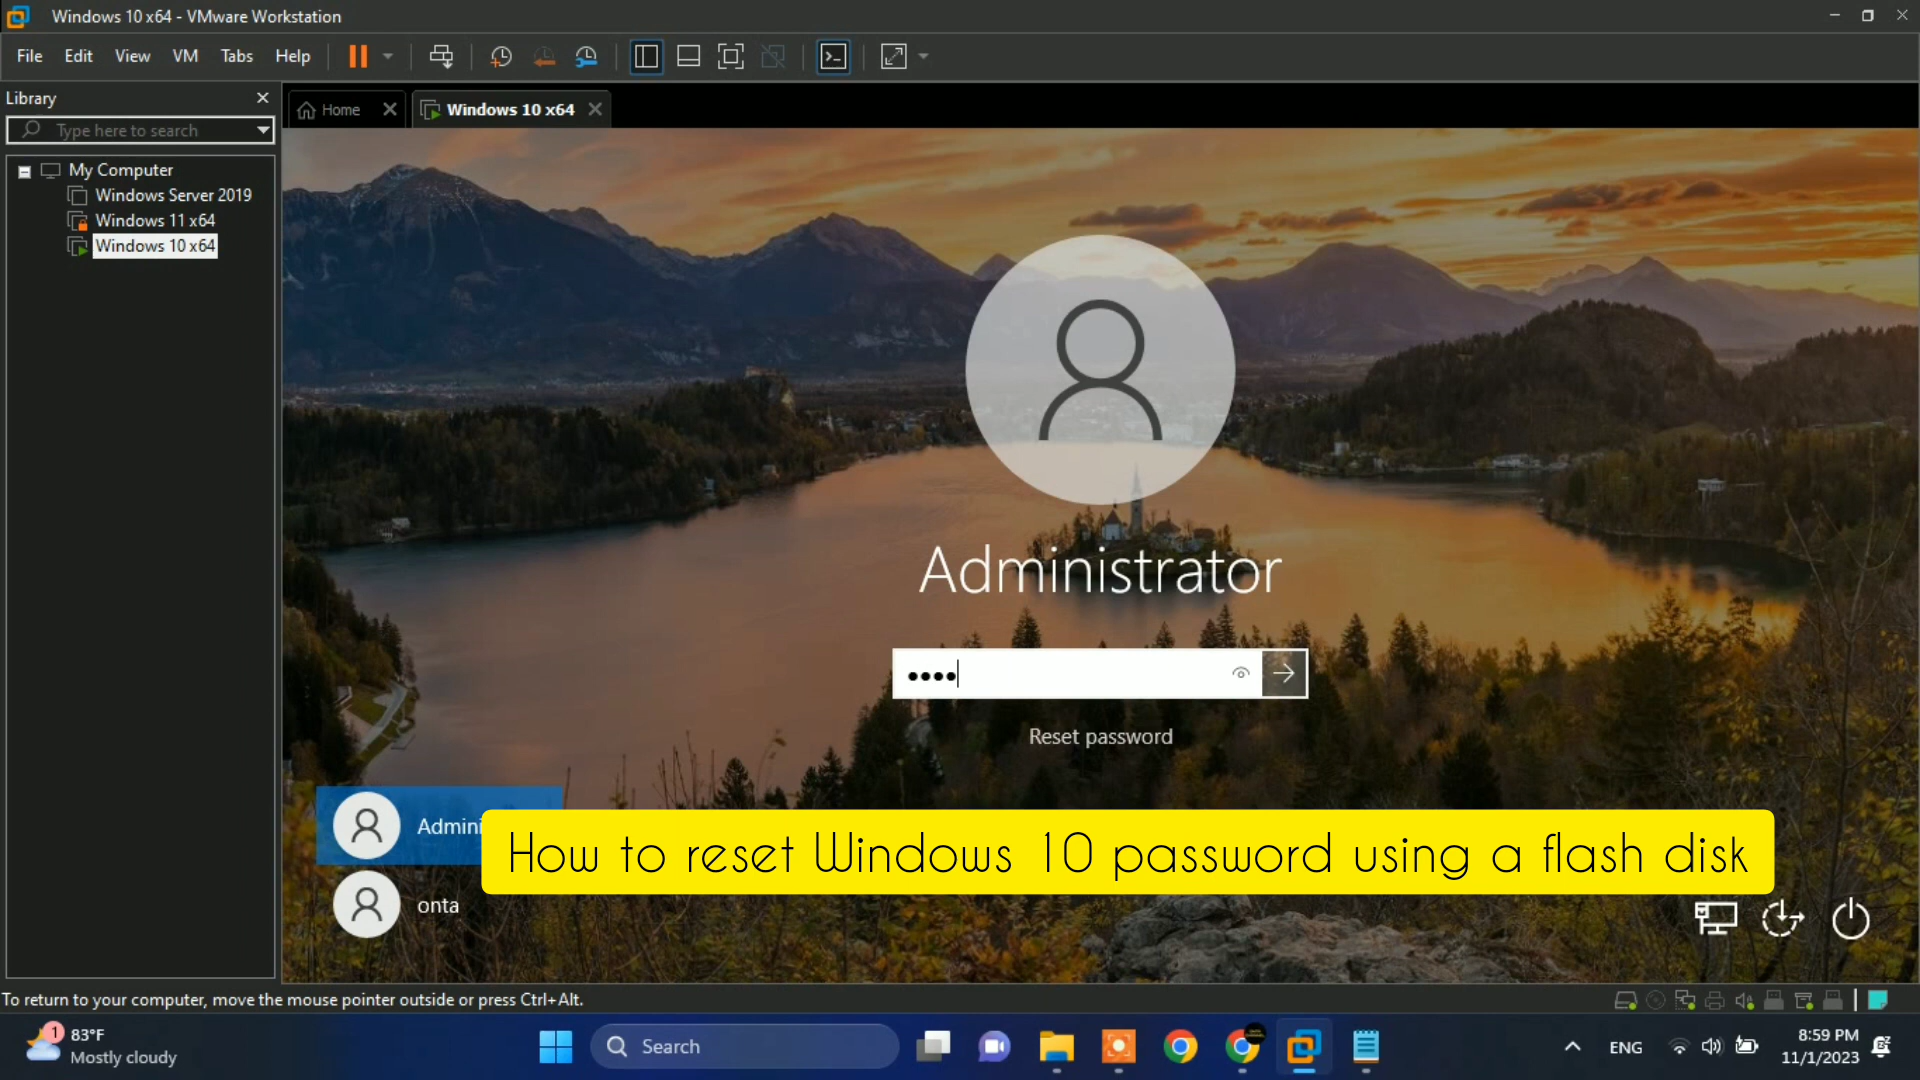 Windows 10 x64 - VMware Workstation
File Edit View VM Tabs Help
Library
Home
Windows 10 x64
Type here to search
My Computer
Windows Server 2019
Windows 11 x64
Windows 10 x64
Administrator
Reset password
Admini
How to reset Windows 10 password using a flash disk
onta
To return to your computer, move the mouse pointer outside or press Ctrl+Alt.
1
83°F
Mostly cloudy
Search
ENG
8:59 PM
11/1/2023